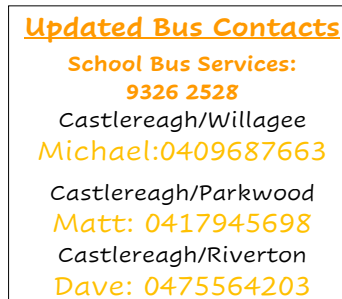 Updated Bus Contacts
School Bus Services:
9326 2528
Castlereagh/Willagee
Michael:0409687663
Castlereagh/Parkwood
Matt: 0417945698
Castlereagh/Riverton
Dave: 0475564203